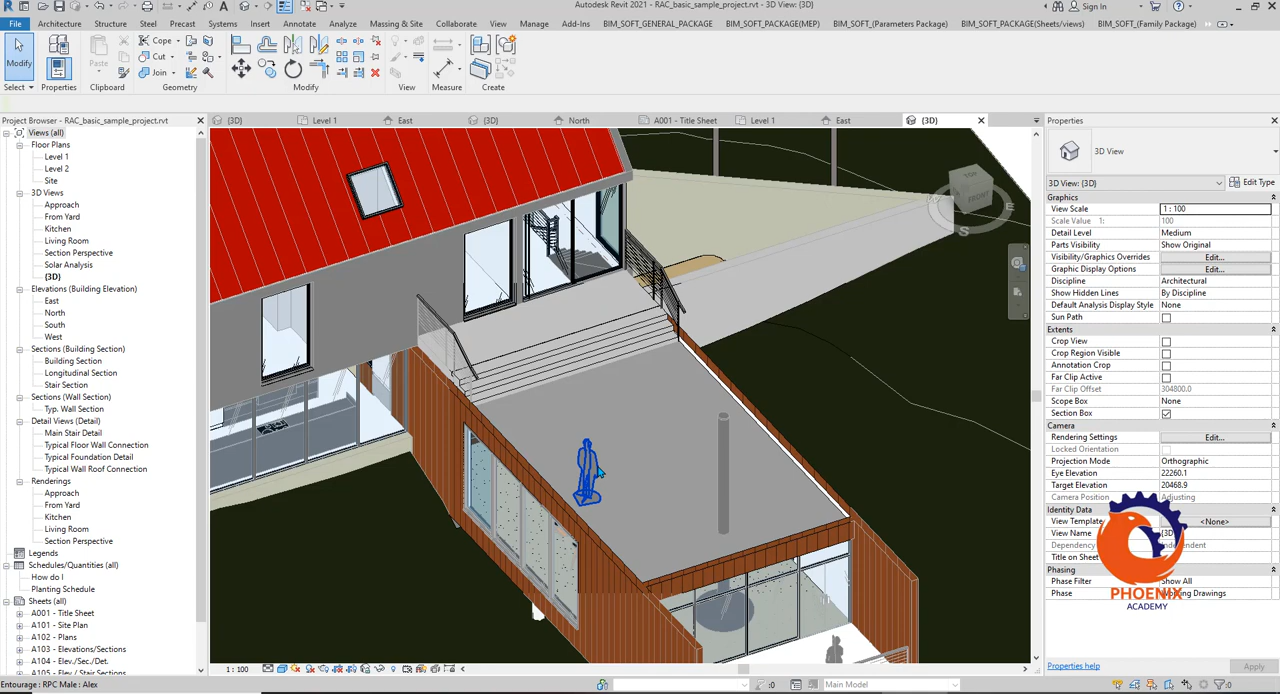 Autodesk Revit 2021 - RAC_basic_sample_project.rvt
Sign In
File Architecture Structure Steel Precast Systems Insert Annotate Analyze Massing & Site Collaborate View Manage Add-Ins BIM_SOFT_GENERAL_PACKAGE BIM_SOFT_PACKAGE(MEP) BIM_SOFT_(Parameters Package) BIM_SOFT_PACKAGE(Sheets/views) BIM_SOFT_(Family Package)
Modify
Paste
Cope
Cut
Join
Select Properties Clipboard Geometry Modify View Measure Create
Project Browser - RAC_basic_sample_project.rvt
{3D} Level 1 East {3D} North A001 - Title Sheet Level 1 East {3D}
Views (all)
Floor Plans
Level 1
Level 2
Site
3D Views
Approach
From Yard
Kitchen
Living Room
Section Perspective
Solar Analysis
{3D}
Elevations (Building Elevation)
East
North
South
West
Sections (Building Section)
Building Section
Longitudinal Section
Stair Section
Sections (Wall Section)
Typ. Wall Section
Detail Views (Detail)
Main Stair Detail
Typical Floor Wall Connection
Typical Foundation Detail
Typical Wall Roof Connection
Renderings
Approach
From Yard
Kitchen
Living Room
Section Perspective
Legends
Schedules/Quantities (all)
How do I
Planting Schedule
Sheets (all)
A001 - Title Sheet
A101 - Site Plan
A102 - Plans
A103 - Elevations/Sections
A104 - Elev./Sec./Det.
A105 - Elev./ Stair Sections
TOP
FRONT
W
S
E
Properties
3D View
3D View: {3D} Edit Type
Graphics
View Scale 1 : 100
Scale Value 1: 100
Detail Level Medium
Parts Visibility Show Original
Visibility/Graphics Overrides Edit...
Graphic Display Options Edit...
Discipline Architectural
Show Hidden Lines By Discipline
Default Analysis Display Style None
Sun Path
Extents
Crop View
Crop Region Visible
Annotation Crop
Far Clip Active
Far Clip Offset 304800.0
Scope Box None
Section Box
Camera
Rendering Settings Edit...
Locked Orientation
Projection Mode Orthographic
Eye Elevation 22260.1
Target Elevation 20468.9
Camera Position Adjusting
Identity Data
View Template <None>
View Name {3D}
Dependency Independent
Title on Sheet
Phasing
Phase Filter Show All
Phase Working Drawings
PHOENIX
ACADEMY
Properties help Apply
1 : 100
Entourage : RPC Male : Alex :0 Main Model :0